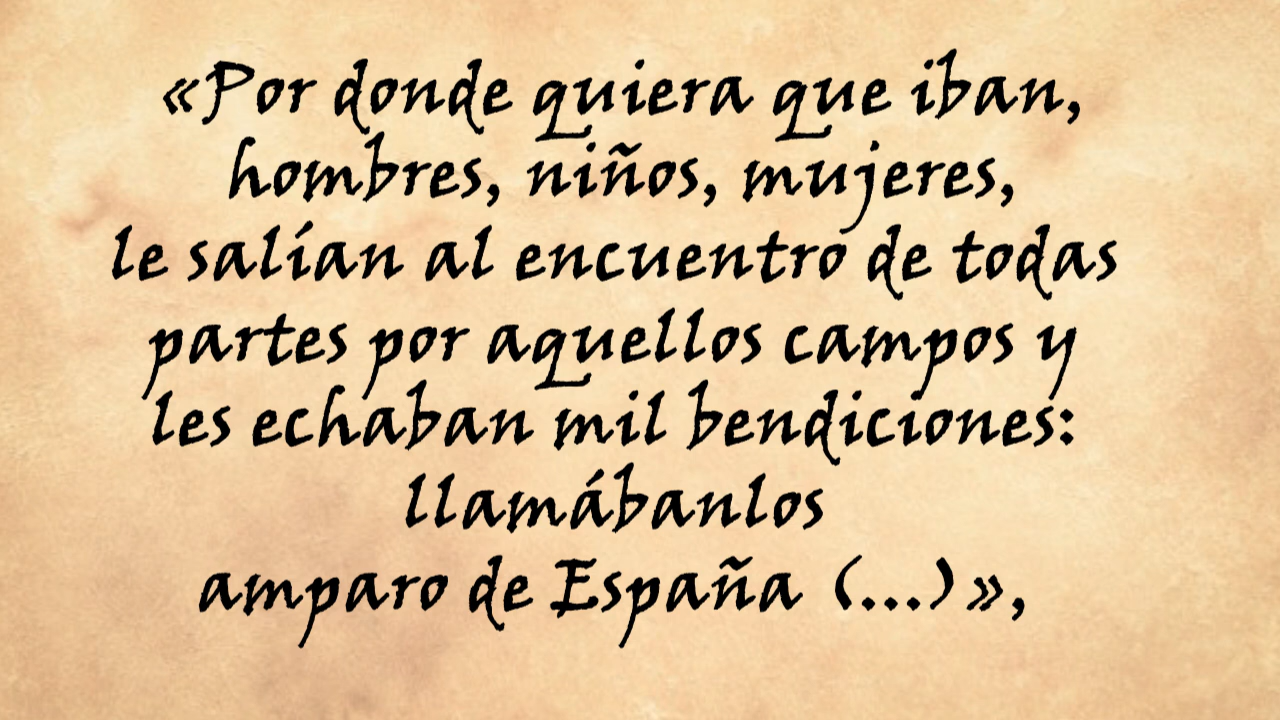 «Por donde quiera que iban,
hombres, niños, mujeres,
le salían al encuentro de todas
partes por aquellos campos y
les echaban mil bendiciones:
llamábanlos
amparo de España (...)»,